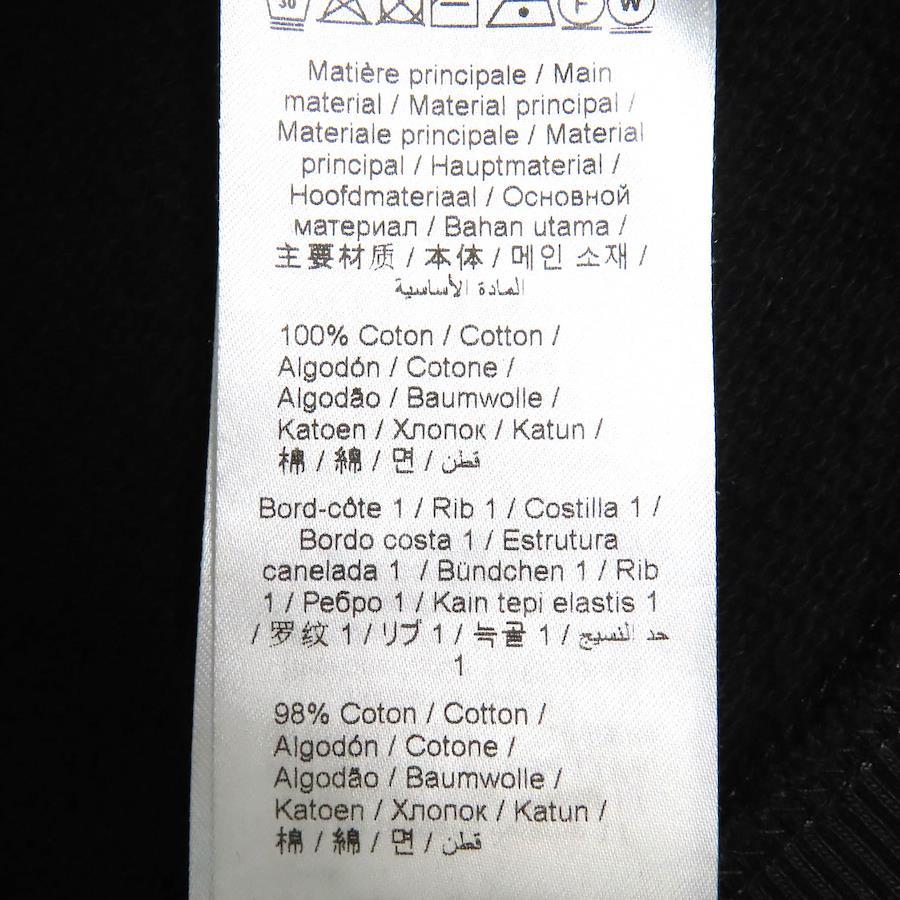 30 F W
Matière principale / Main
material / Material principal /
Materiale principale / Material
principal / Hauptmaterial /
Hoofdmateriaal / Основной
материал / Bahan utama /
主要材质 / 本体 / 메인 소재 /
المادة الأساسية
100% Coton / Cotton /
Algodón / Cotone /
Algodão / Baumwolle /
Katoen / Хлопок / Katun /
棉 / 綿 / 면 / قطن
Bord-côte 1 / Rib 1 / Costilla 1 /
Bordo costa 1 / Estrutura
canelada 1 / Bündchen 1 / Rib
1 / Ребро 1 / Kain tepi elastis 1
/ 罗纹 1 / リブ 1 / 늑골 1 / حد النسيج
1
98% Coton / Cotton /
Algodón / Cotone /
Algodão / Baumwolle /
Katoen / Хлопок / Katun /
棉 / 綿 / 면 / قطن